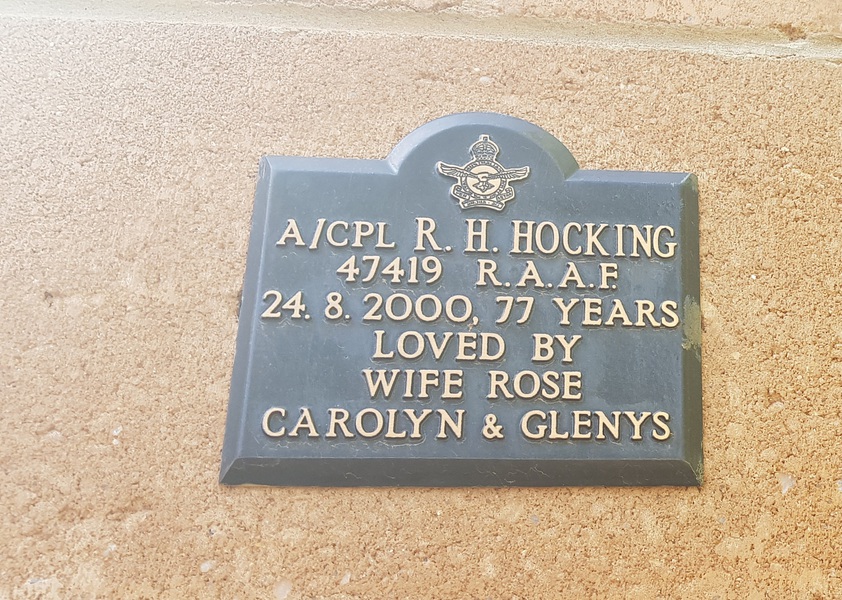 A/CPL R. H. HOCKING
47419 R.A.A.F.
24. 8. 2000, 77 YEARS
LOVED BY
WIFE ROSE
CAROLYN & GLENYS